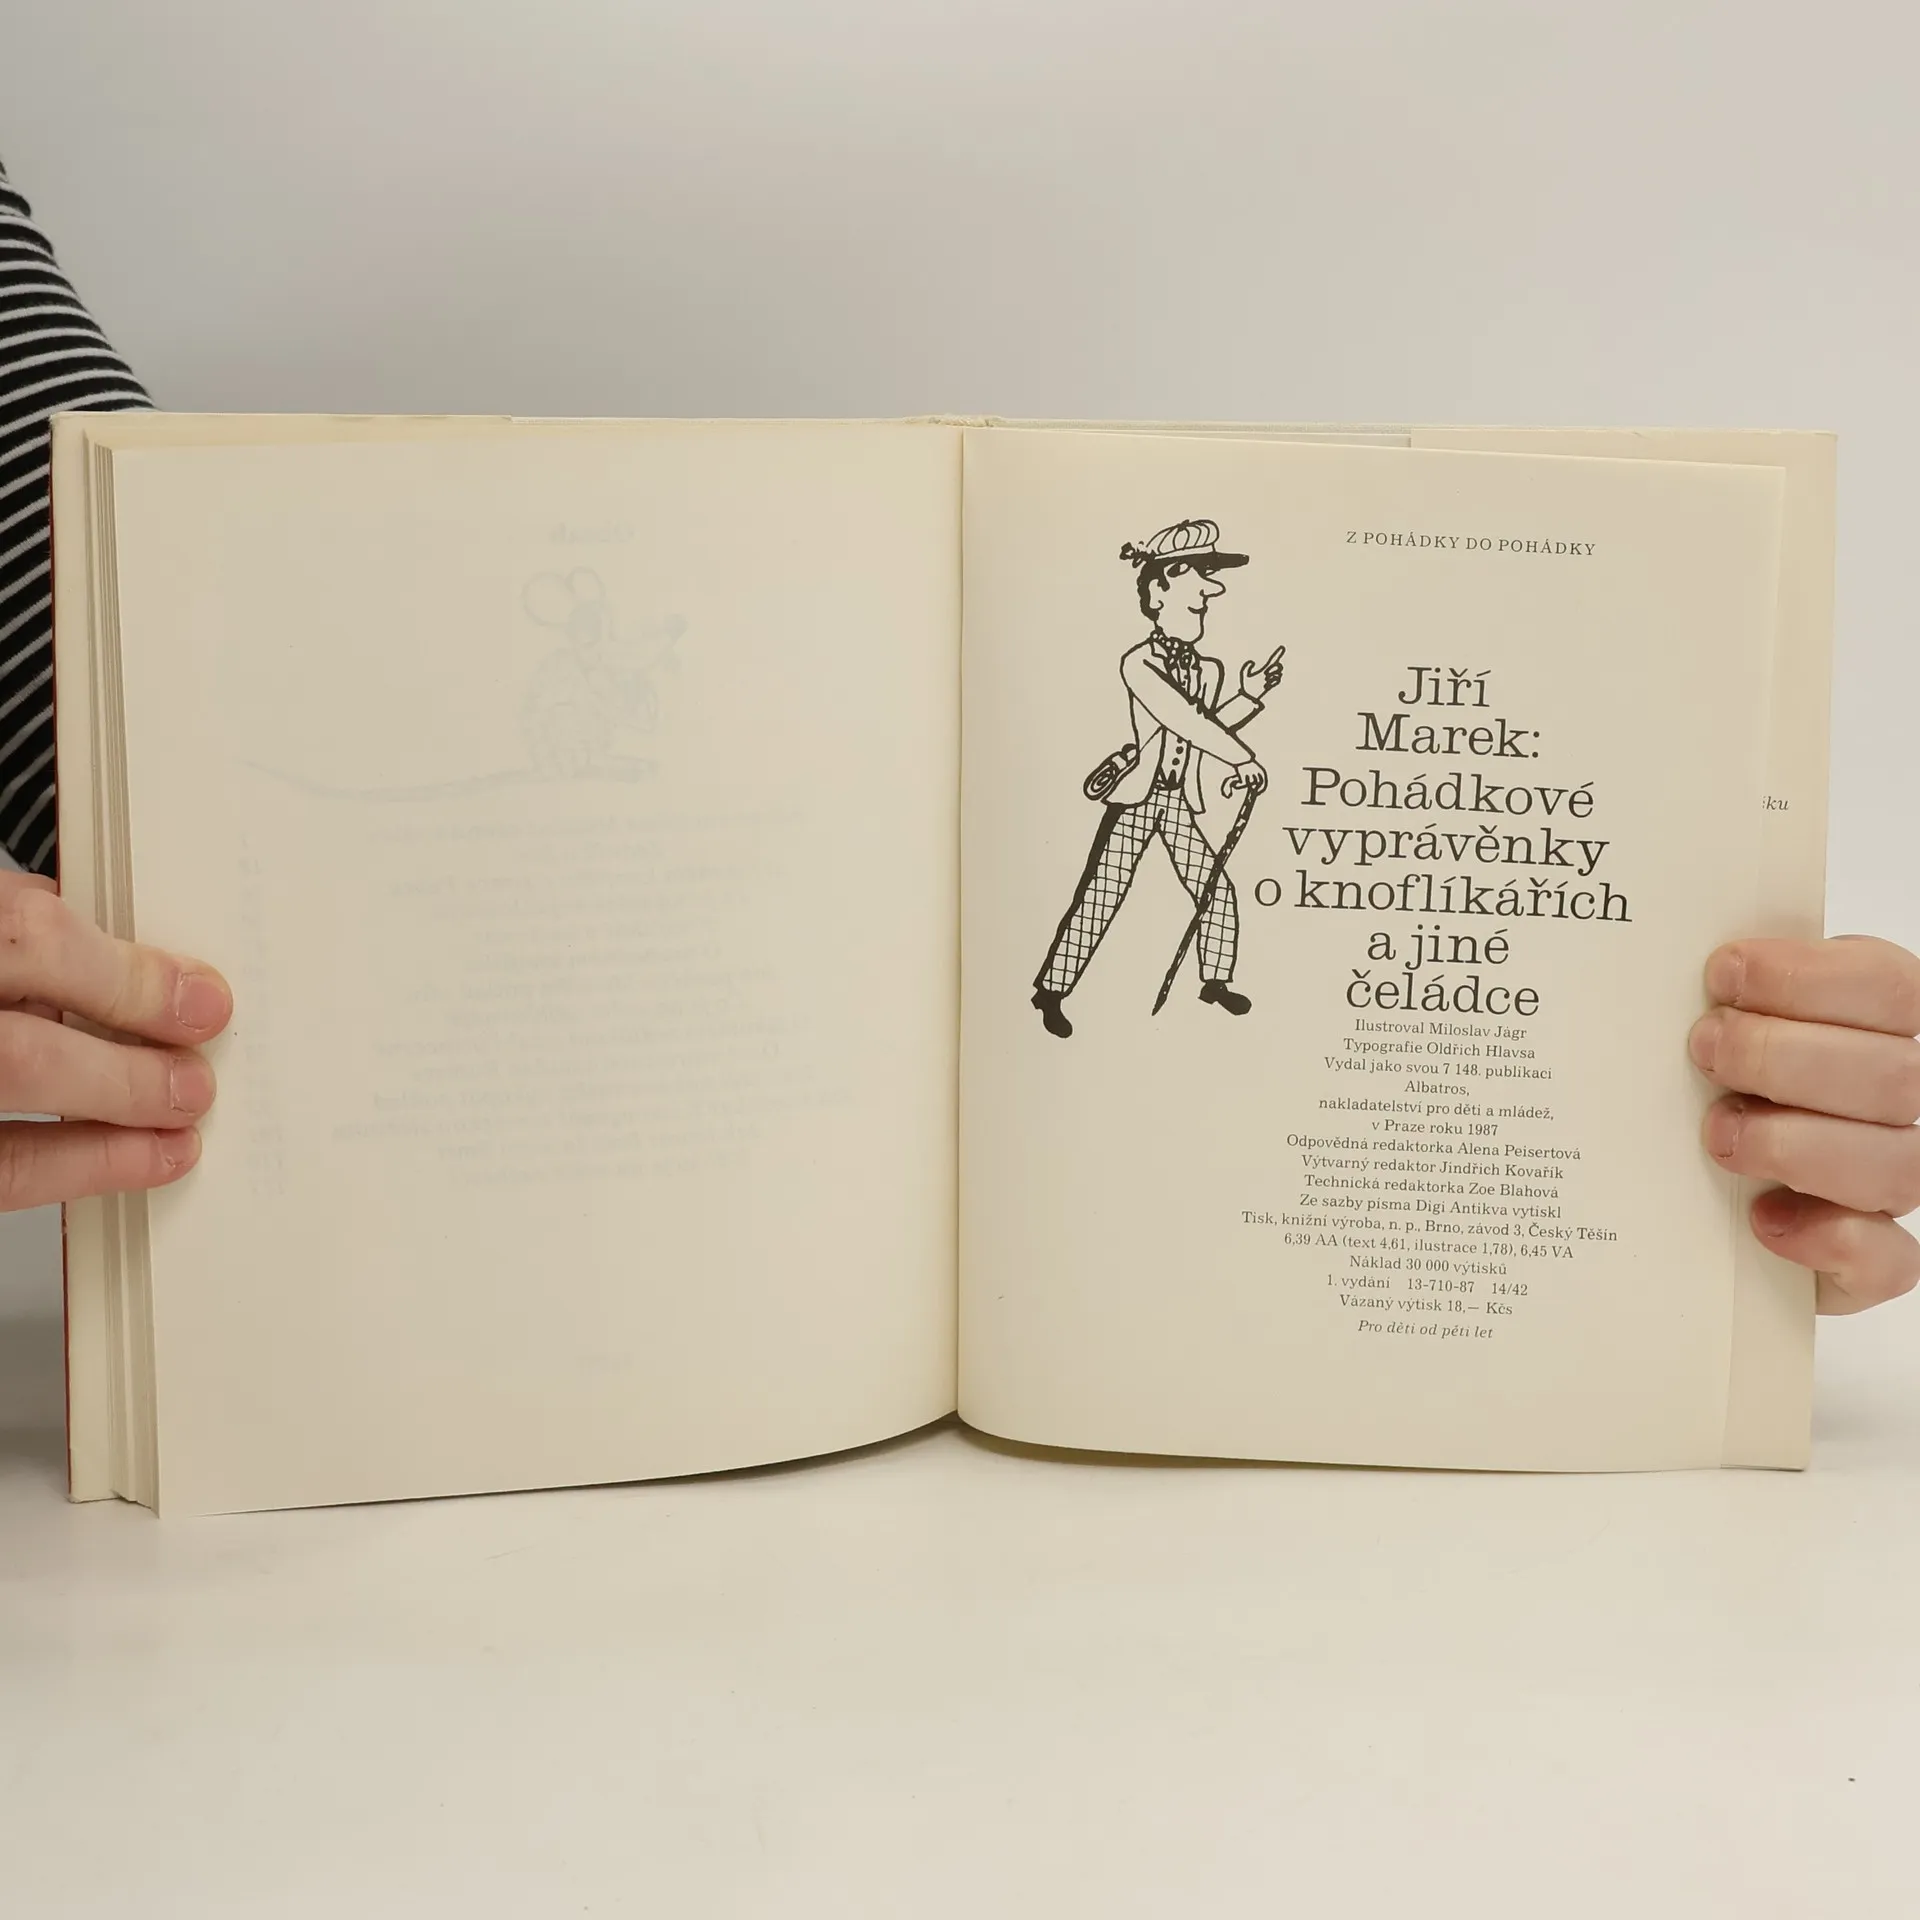 Z POHÁDKY DO POHÁDKY
Jiří
Marek:
Pohádkové
vyprávěnky
o knoflíkářích
a jiné
čeládce
Ilustroval Miloslav Jágr
Typografie Oldřich Hlavsa
Vydal jako svou 7 148. publikaci
Albatros,
nakladatelství pro děti a mládež,
v Praze roku 1987
Odpovědná redaktorka Alena Peisertová
Výtvarný redaktor Jindřich Kovařík
Technická redaktorka Zoe Blahová
Ze sazby písma Digi Antikva vytiskl
Tisk, knižní výroba, n. p., Brno, závod 3, Český Těšín
6,39 AA (text 4,61, ilustrace 1,78), 6,45 VA
Náklad 30 000 výtisků
1. vydání 13-710-87 14/42
Vázaný výtisk 18,— Kčs
Pro děti od pěti let